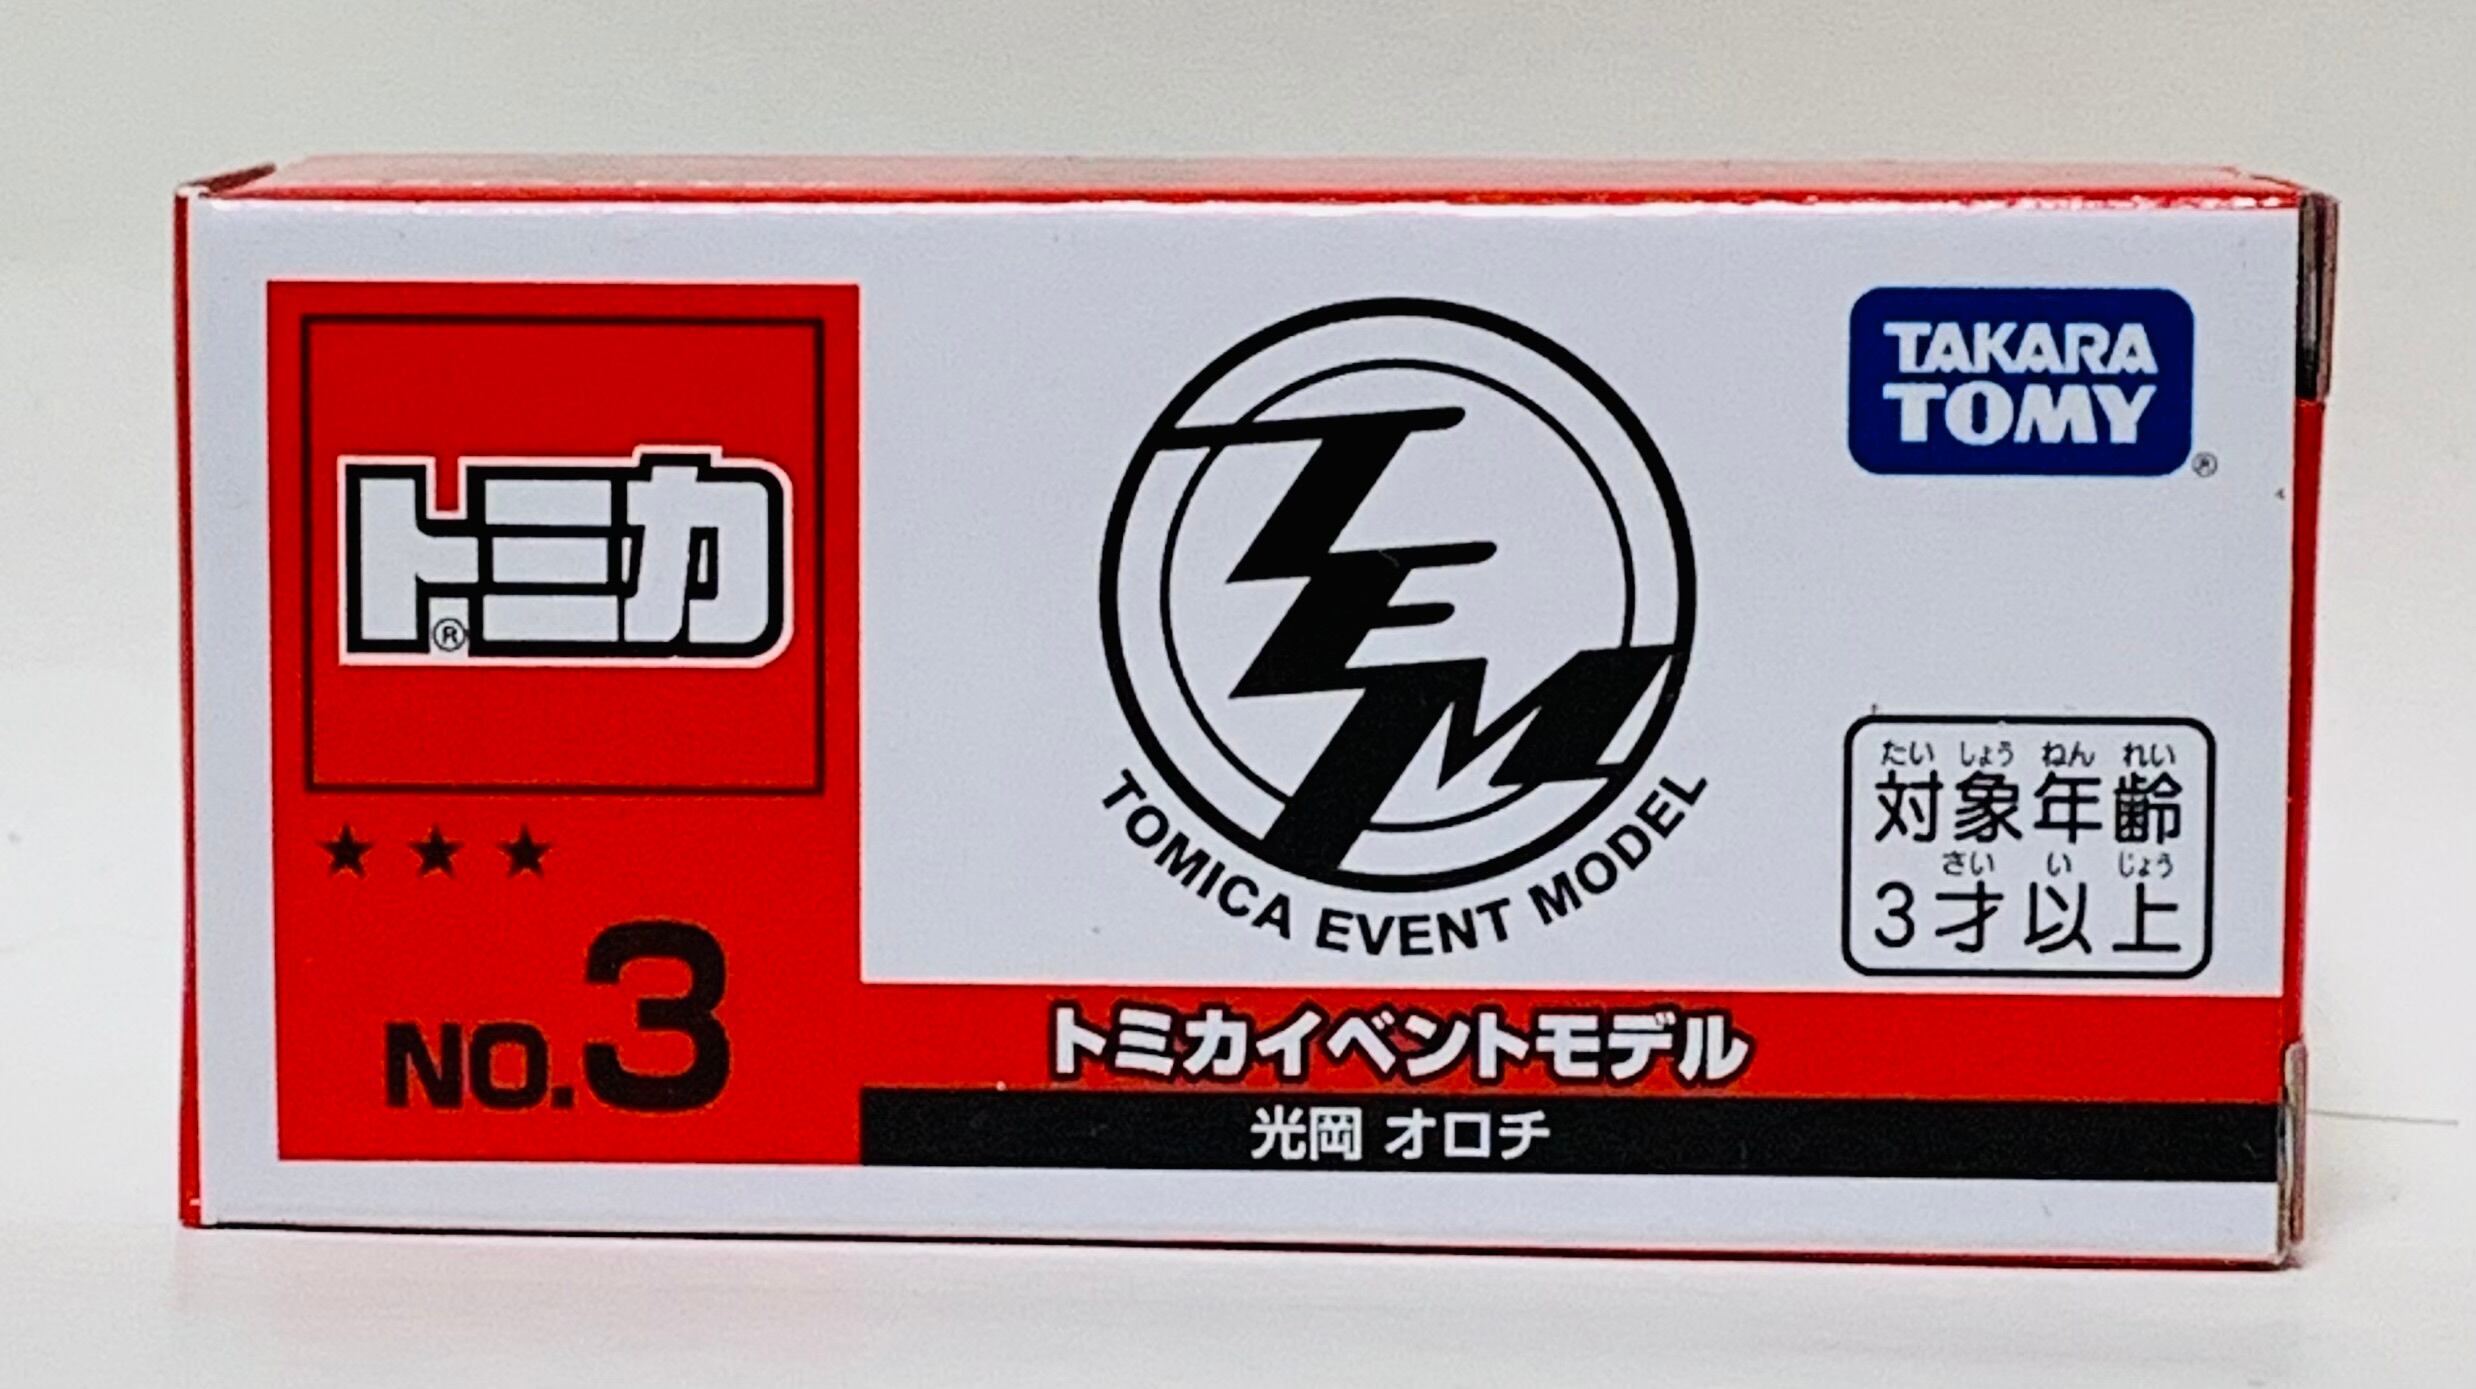 トミカ®
★★★
NO.3
TEM
TOMICA EVENT MODEL
TAKARA
TOMY®
たいしょうねんれい
対象年齢
さいいじょう
3才以上
トミカイベントモデル
光岡 オロチ